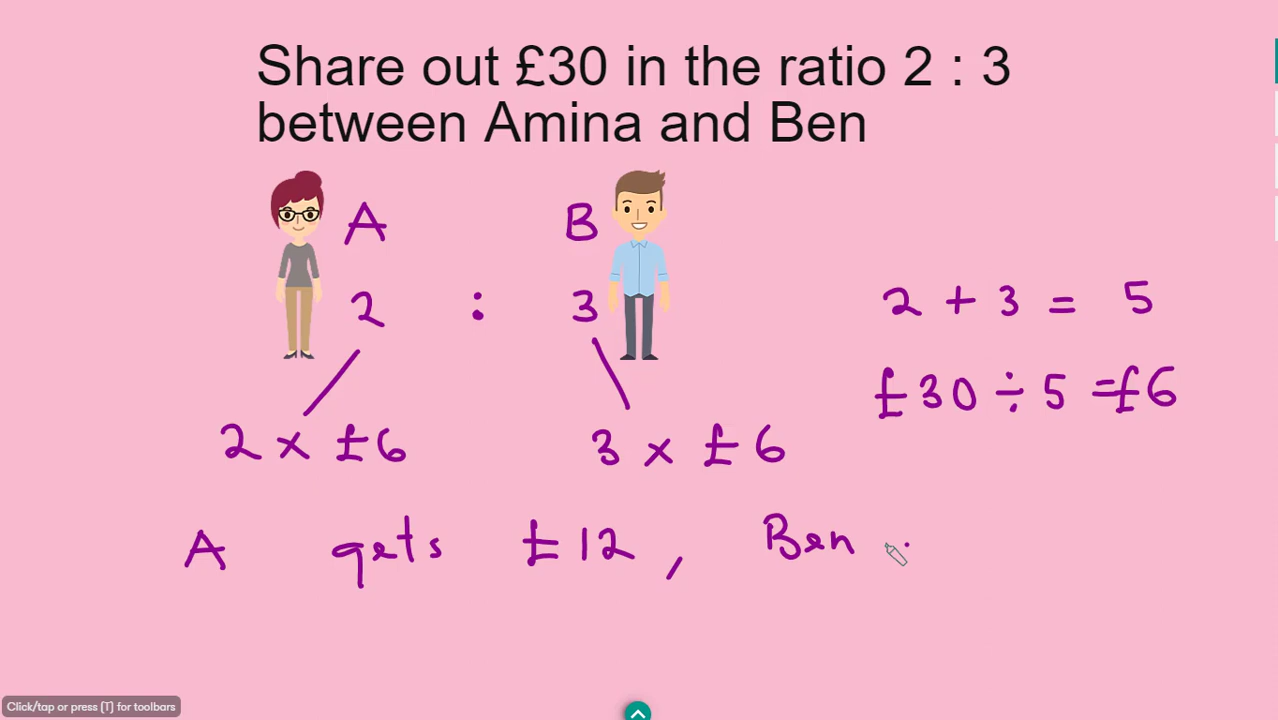 Share out £30 in the ratio 2 : 3
between Amina and Ben
A B
2 : 3
2 + 3 = 5
£30 ÷ 5 = £6
2 × £6 3 × £6
A gets £12, Ben
Click/tap or press (T) for toolbars